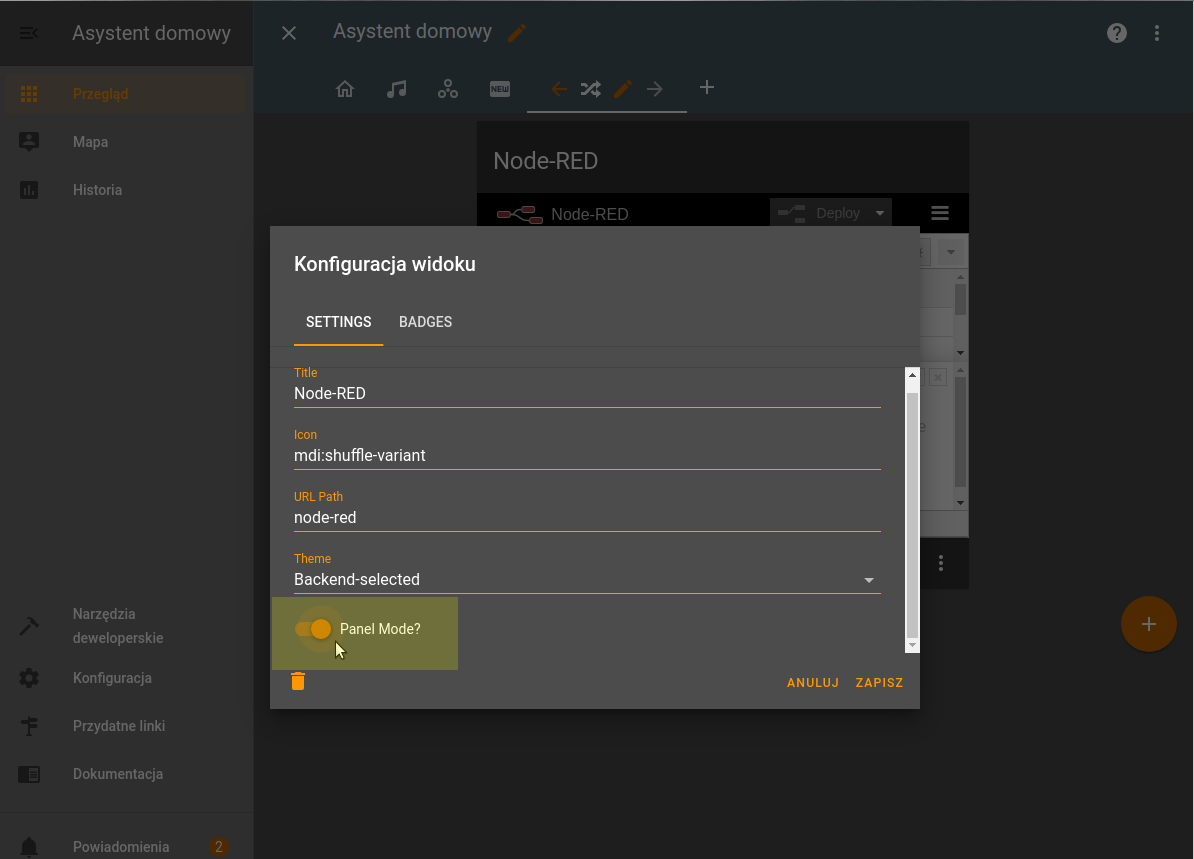 Asystent domowy
Przegląd
Mapa
Historia
Narzędzia
deweloperskie
Konfiguracja
Przydatne linki
Dokumentacja
Powiadomienia
2
Asystent domowy
NEW
Node-RED
Node-RED
Deploy
Konfiguracja widoku
SETTINGS
BADGES
Title
Node-RED
Icon
mdi:shuffle-variant
URL Path
node-red
Theme
Backend-selected
Panel Mode?
ANULUJ
ZAPISZ